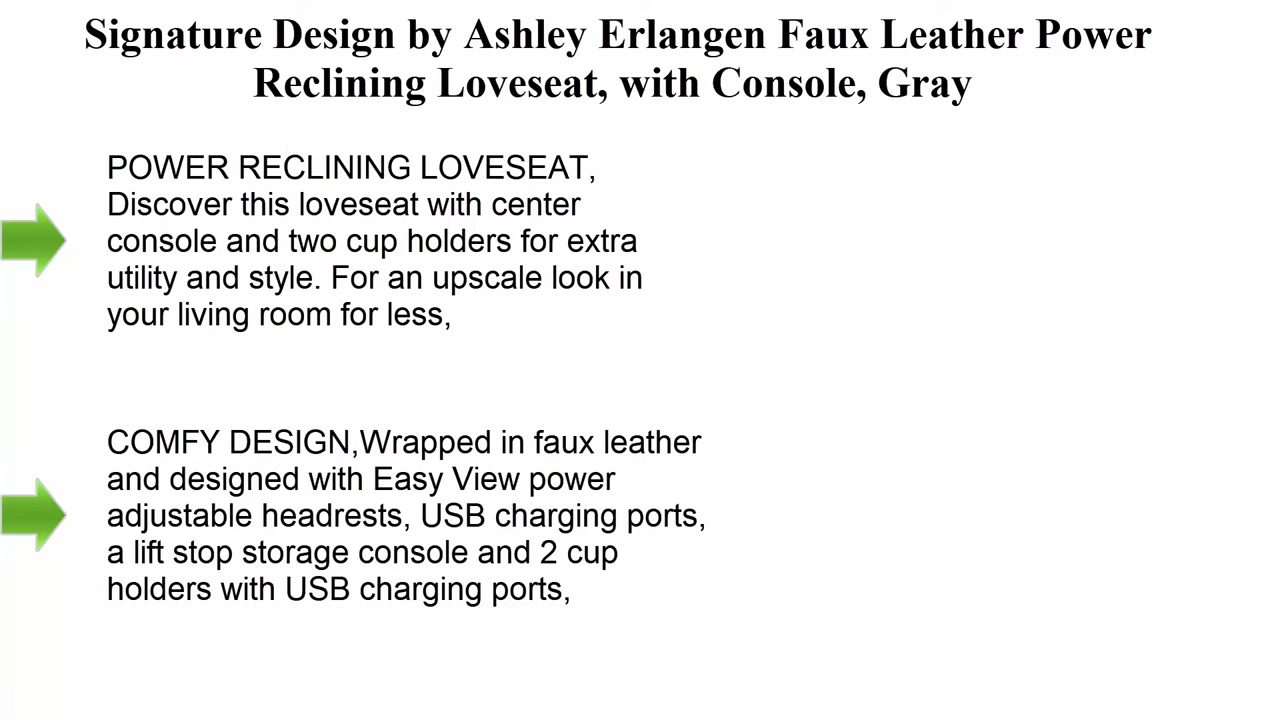 Signature Design by Ashley Erlangen Faux Leather Power
Reclining Loveseat, with Console, Gray
POWER RECLINING LOVESEAT,
Discover this loveseat with center
console and two cup holders for extra
utility and style. For an upscale look in
your living room for less,
COMFY DESIGN,Wrapped in faux leather
and designed with Easy View power
adjustable headrests, USB charging ports,
a lift stop storage console and 2 cup
holders with USB charging ports,